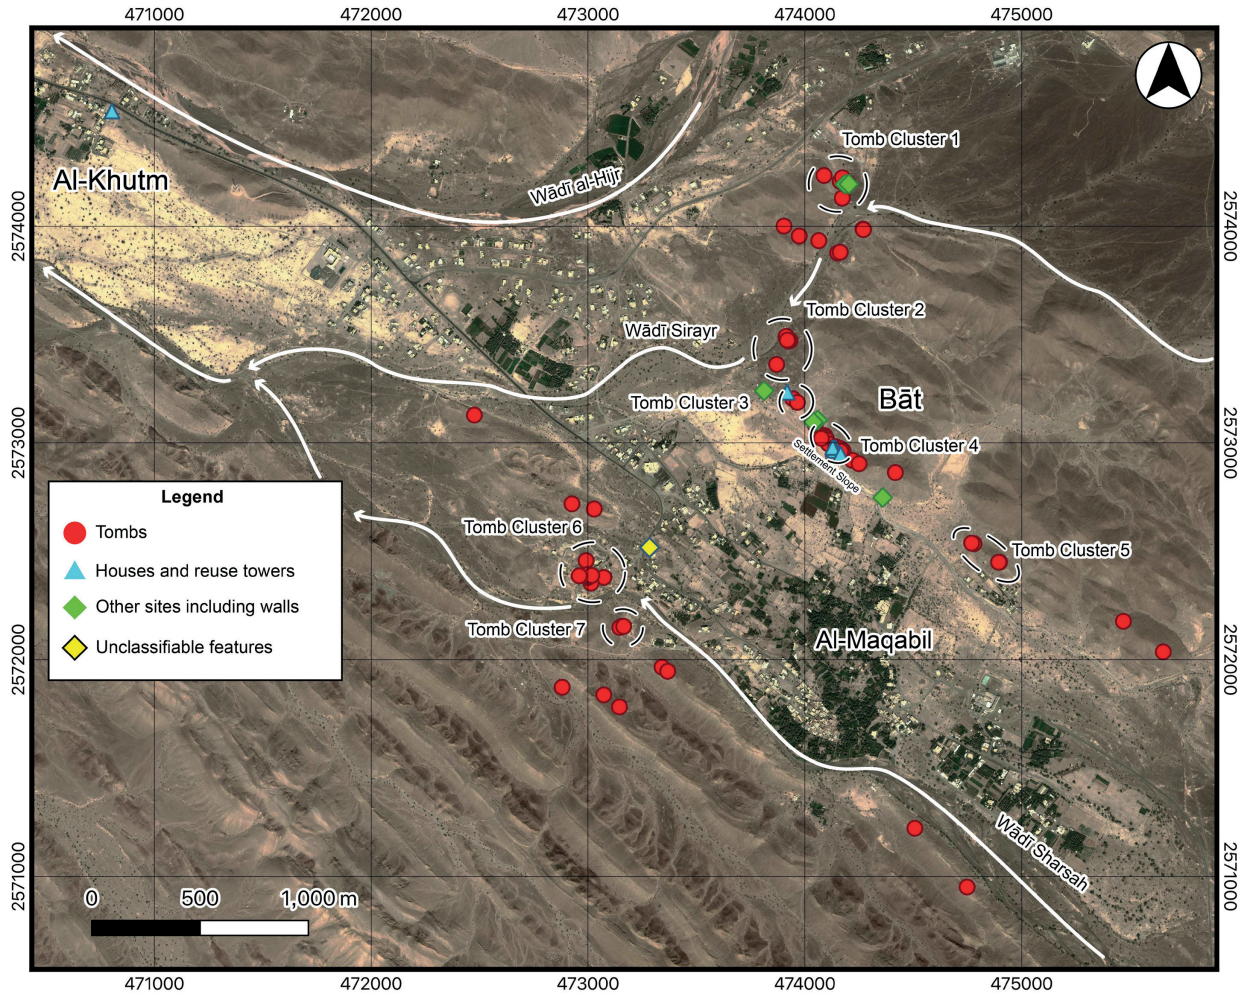 471000
472000
473000
474000
475000
Tomb Cluster 1
Wādī al-Hijr
Al-Khutm
2574000
2574000
Tomb Cluster 2
Wādī Sirayr
Bāt
Tomb Cluster 3
Tomb Cluster 4
2573000
2573000
Settlement Slope
Legend
Tombs
Houses and reuse towers
Other sites including walls
Unclassifiable features
Tomb Cluster 6
Tomb Cluster 5
Tomb Cluster 7
Al-Maqabil
2572000
2572000
Wādī Sharsah
2571000
2571000
0 500 1,000 m
471000
472000
473000
474000
475000